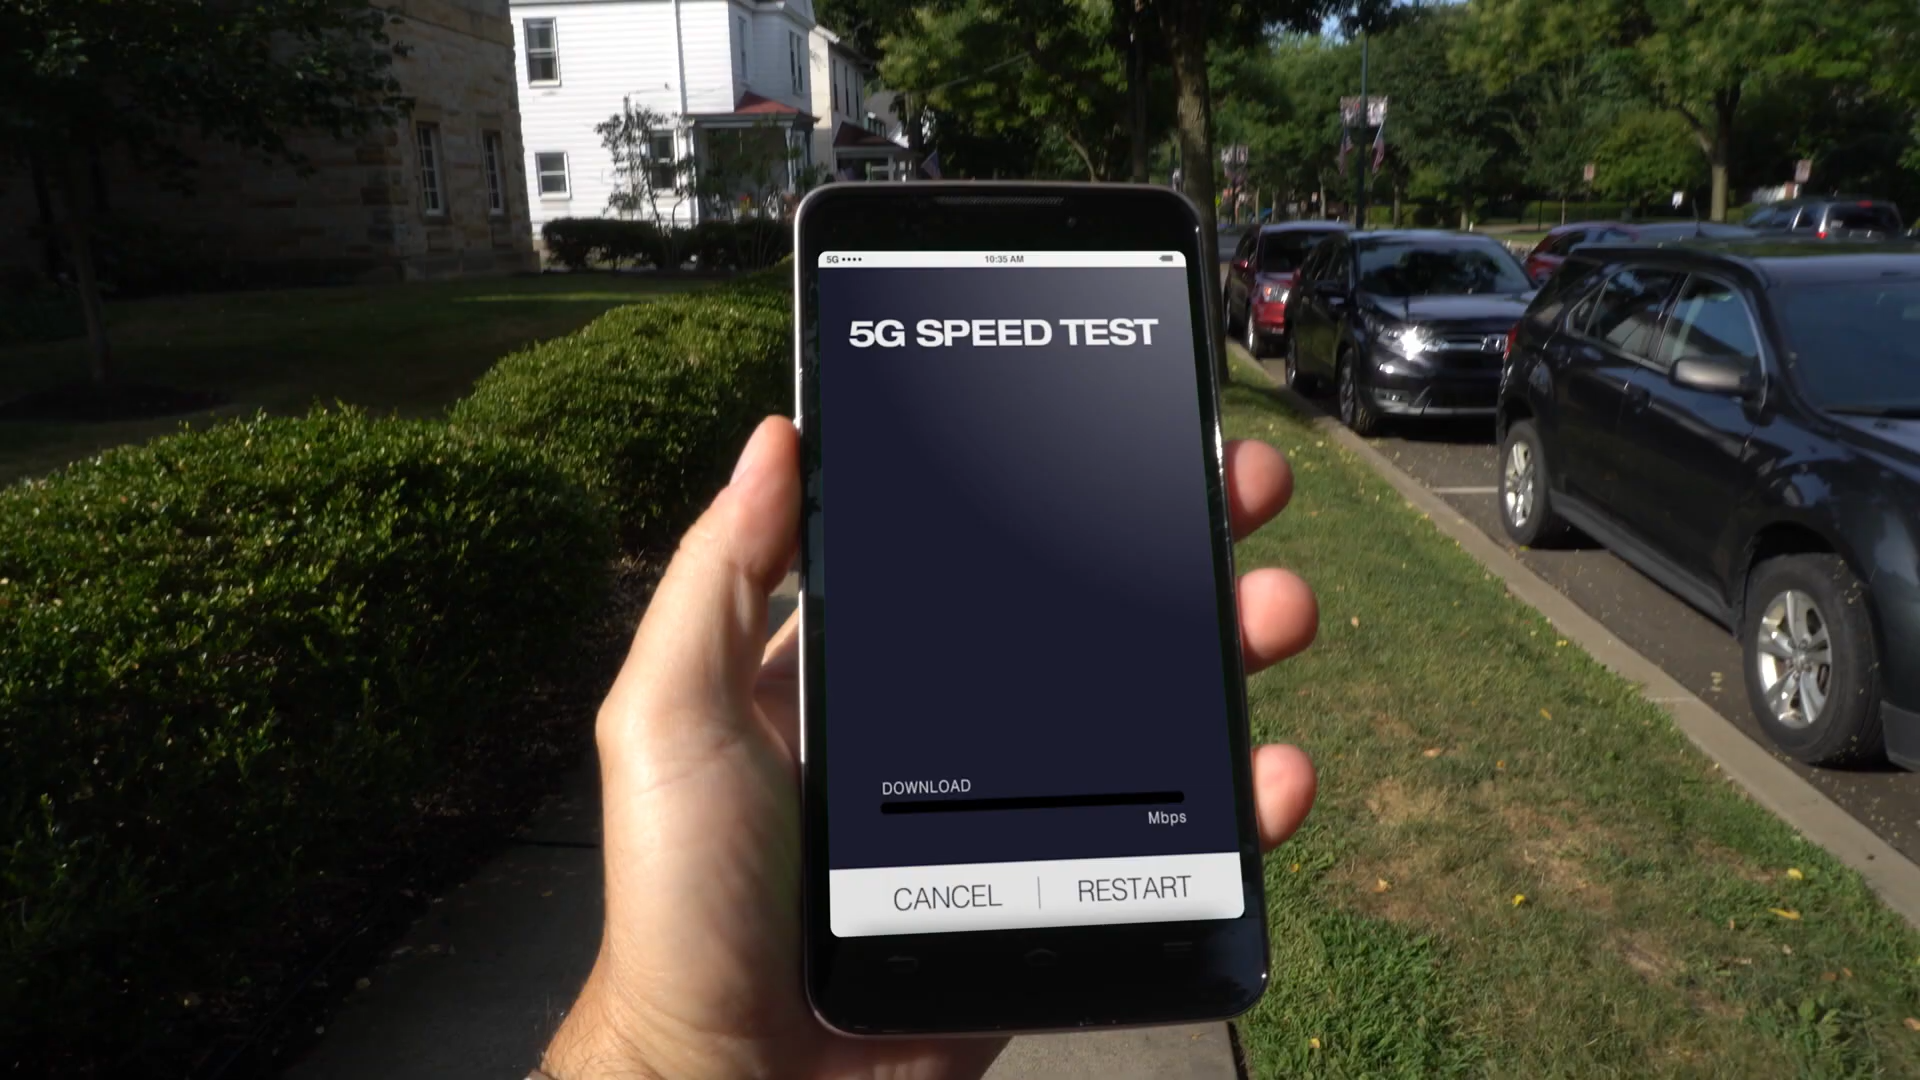 5G •••• 10:35 AM
5G SPEED TEST
DOWNLOAD
Mbps
CANCEL | RESTART